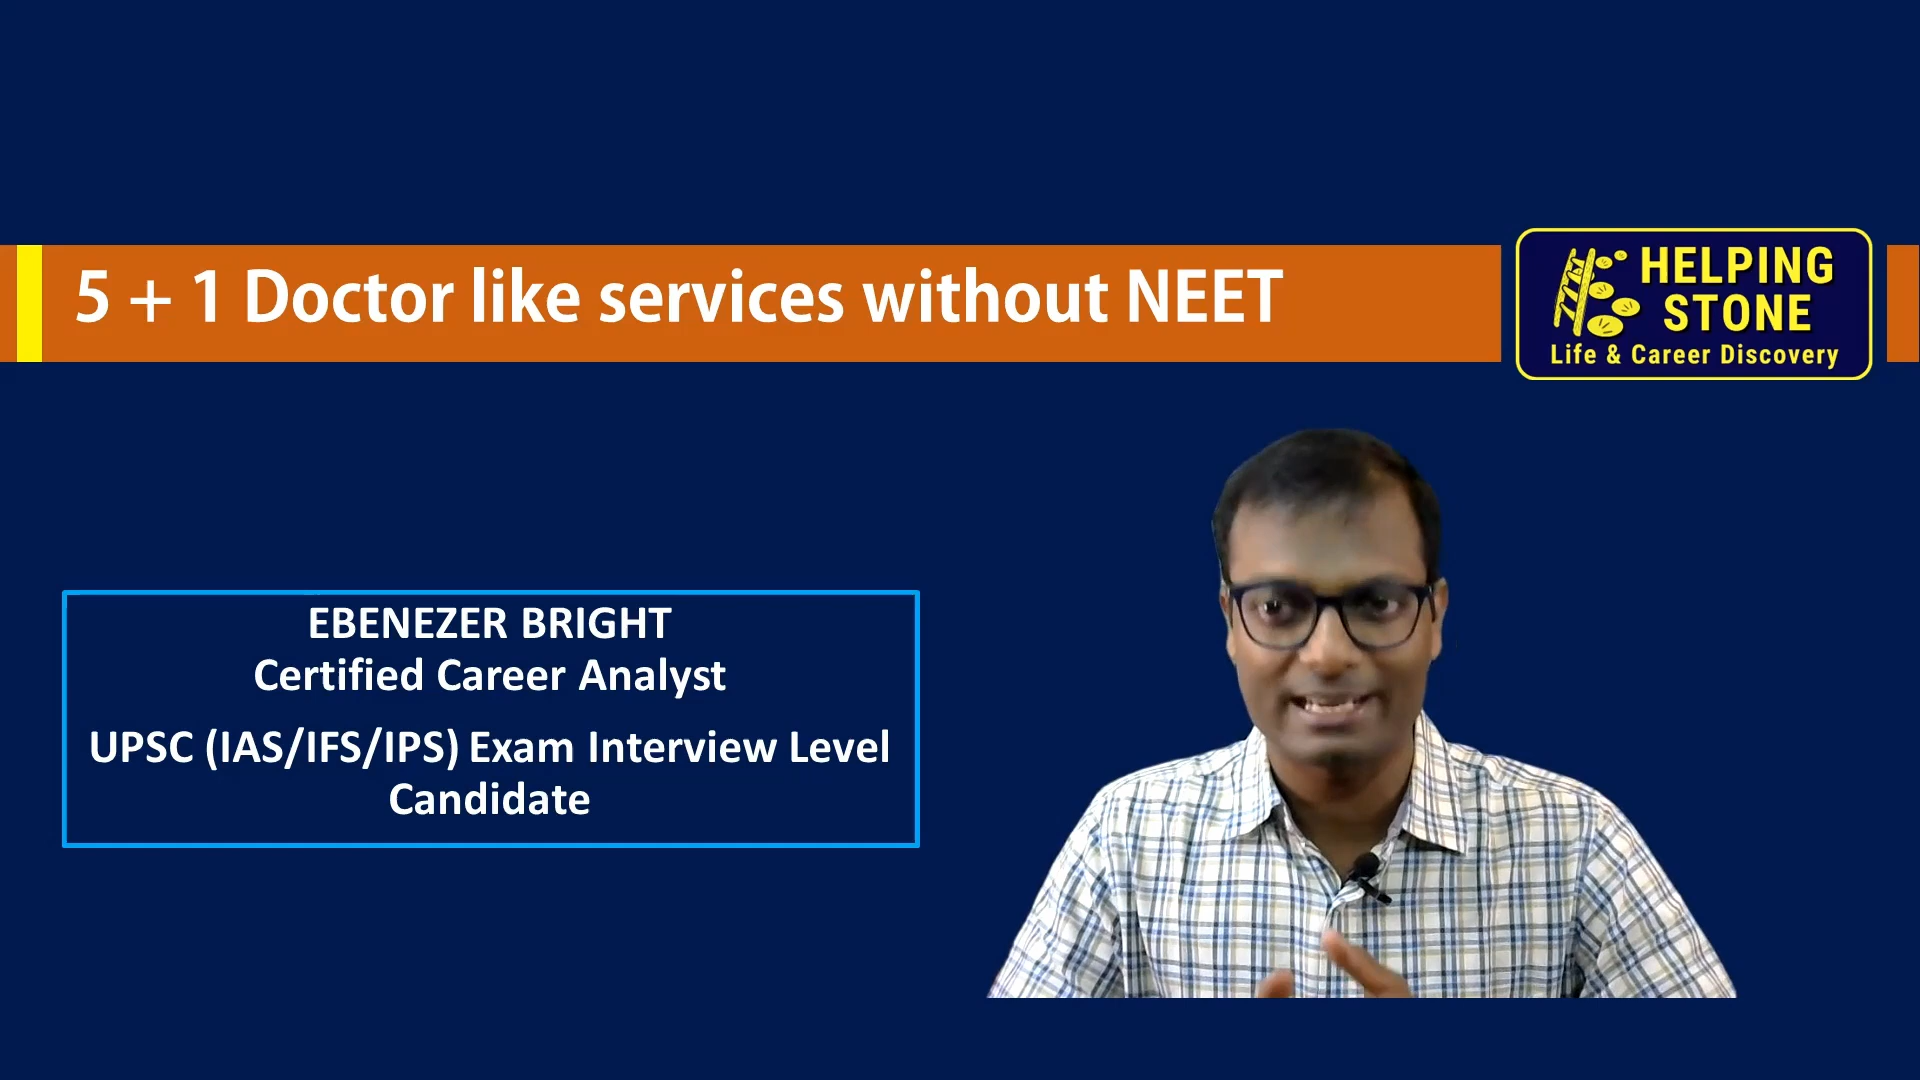 5 + 1 Doctor like services without NEET
HELPING
STONE
Life & Career Discovery
EBENEZER BRIGHT
Certified Career Analyst
UPSC (IAS/IFS/IPS) Exam Interview Level
Candidate